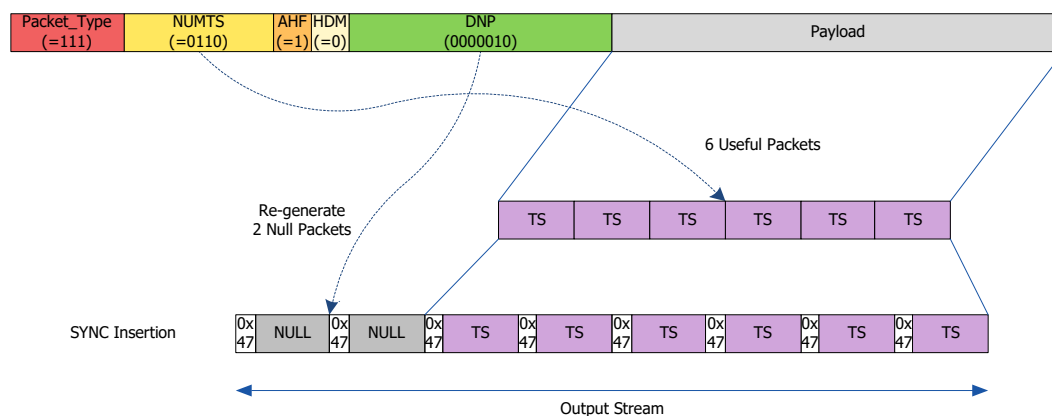 Packet_Type NUMTS AHF HDM DNP
(=111) (=0110) (=1) (=0) (0000010)
Payload
6 Useful Packets
Re-generate
2 Null Packets
TS TS TS TS TS TS
SYNC Insertion
0x 0x 0x 0x 0x 0x 0x 0x
47 NULL 47 NULL 47 TS 47 TS 47 TS 47 TS 47 TS 47 TS
Output Stream